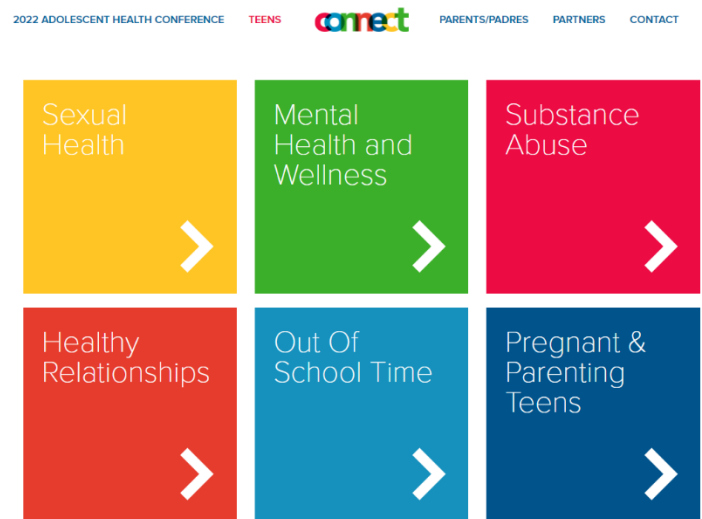 2022 ADOLESCENT HEALTH CONFERENCE
TEENS
connect
PARENTS/PADRES
PARTNERS
CONTACT
Sexual
Health
Mental
Health and
Wellness
Substance
Abuse
Healthy
Relationships
Out Of
School Time
Pregnant &
Parenting
Teens